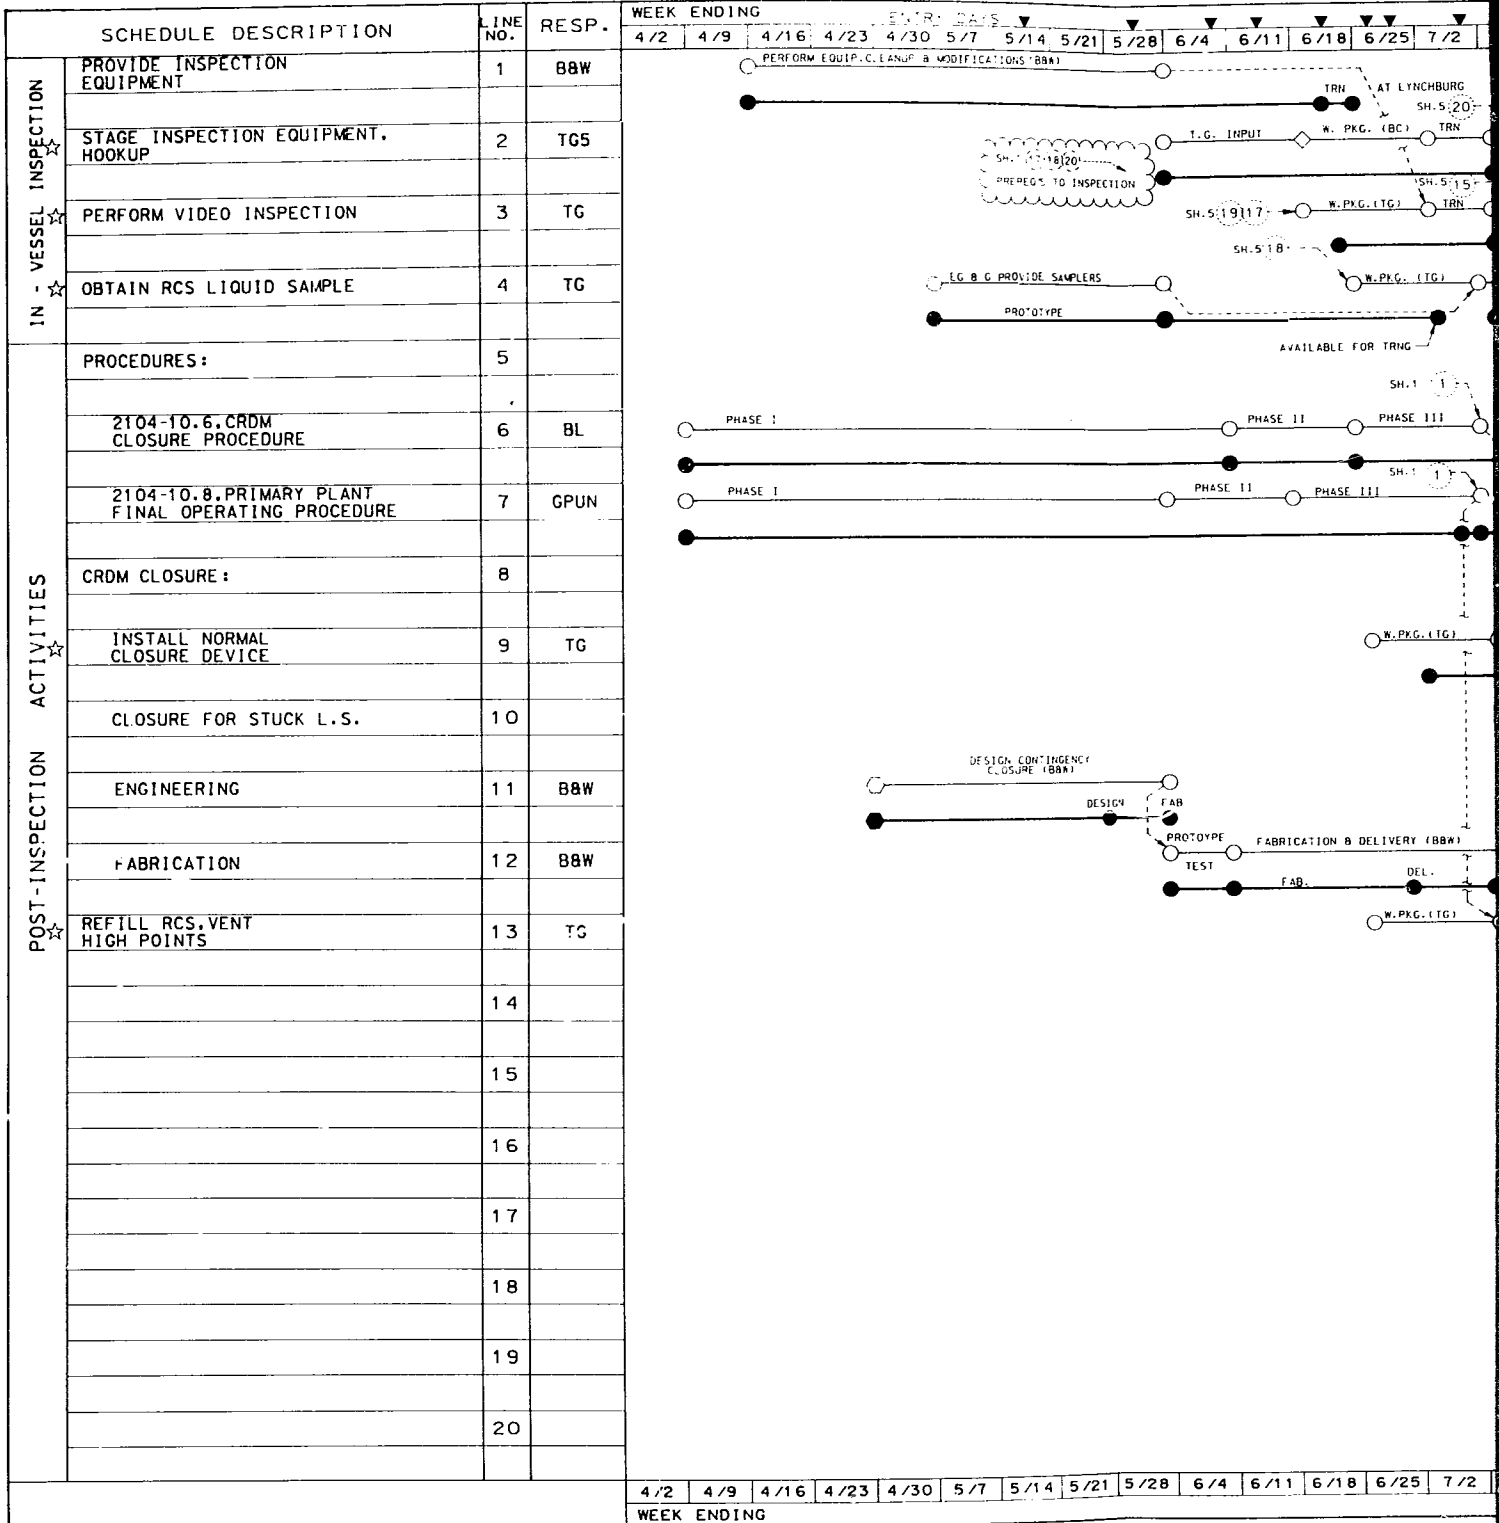 SCHEDULE DESCRIPTION
LINE NO.
RESP.
WEEK ENDING
ENTRY DAYS
4/2 4/9 4/16 4/23 4/30 5/7 5/14 5/21 5/28 6/4 6/11 6/18 6/25 7/2
IN - VESSEL INSPECTION
PROVIDE INSPECTION
EQUIPMENT
1 B&W
PERFORM EQUIP. CLEANUP & MODIFICATIONS (B&W)
TRN AT LYNCHBURG
SH.5 20
STAGE INSPECTION EQUIPMENT.
HOOKUP
2 TG5
T.G. INPUT W. PKG. (BC) TRN
18 20
PREREQ'S TO INSPECTION
SH.5 15
PERFORM VIDEO INSPECTION 3 TG
SH.5 19 17 W.PKG.(TG) TRN
SH.5 18
OBTAIN RCS LIQUID SAMPLE 4 TG
EG & G PROVIDE SAMPLERS W.PKG. (TG)
PROTOTYPE
AVAILABLE FOR TRNG
POST-INSPECTION ACTIVITIES
PROCEDURES: 5
SH.1 1
2104-10.6.CRDM
CLOSURE PROCEDURE
6 BL
PHASE I PHASE II PHASE III
SH.1 1
2104-10.8.PRIMARY PLANT
FINAL OPERATING PROCEDURE
7 GPUN
PHASE I PHASE II PHASE III
CRDM CLOSURE: 8
INSTALL NORMAL
CLOSURE DEVICE
9 TG
W.PKG.(TG)
CLOSURE FOR STUCK L.S. 10
DESIGN CONTINGENCY
CLOSURE (B&W)
ENGINEERING 11 B&W
DESIGN FAB
FABRICATION 12 B&W
PROTOYPE
TEST
FABRICATION & DELIVERY (B&W)
FAB. DEL.
REFILL RCS.VENT
HIGH POINTS
13 TG
W.PKG.(TG)
14
15
16
17
18
19
20
4/2 4/9 4/16 4/23 4/30 5/7 5/14 5/21 5/28 6/4 6/11 6/18 6/25 7/2
WEEK ENDING